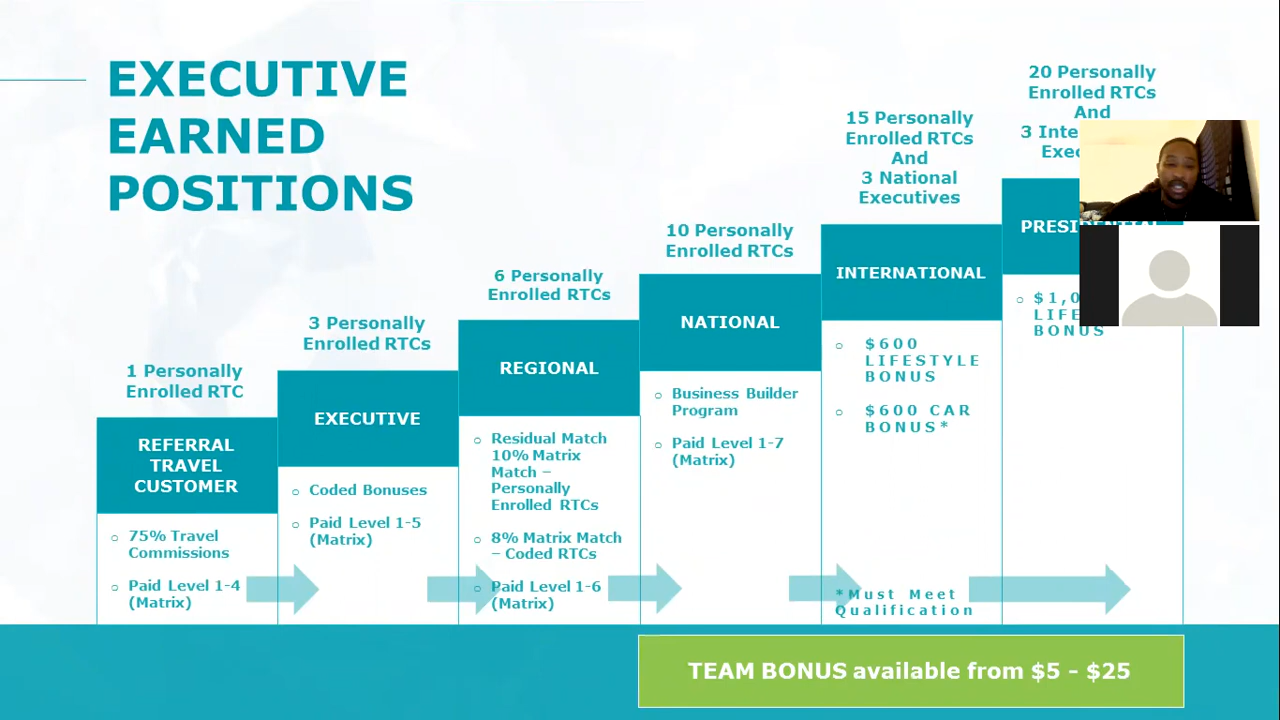 EXECUTIVE
EARNED
POSITIONS
1 Personally
Enrolled RTC
REFERRAL
TRAVEL
CUSTOMER
○ 75% Travel
Commissions
○ Paid Level 1-4
(Matrix)
3 Personally
Enrolled RTCs
EXECUTIVE
○ Coded Bonuses
○ Paid Level 1-5
(Matrix)
6 Personally
Enrolled RTCs
REGIONAL
○ Residual Match
10% Matrix
Match –
Personally
Enrolled RTCs
○ 8% Matrix Match
– Coded RTCs
○ Paid Level 1-6
(Matrix)
10 Personally
Enrolled RTCs
NATIONAL
○ Business Builder
Program
○ Paid Level 1-7
(Matrix)
15 Personally
Enrolled RTCs
And
3 National
Executives
INTERNATIONAL
○ $600
LIFESTYLE
BONUS
○ $600 CAR
BONUS*
*Must Meet
Qualification
20 Personally
Enrolled RTCs
And
3
BONUS
TEAM BONUS available from $5 - $25